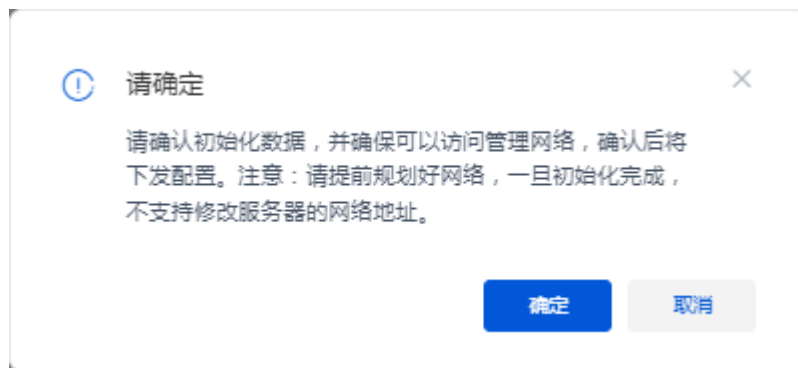 请确定
请确认初始化数据，并确保可以访问管理网络，确认后将
下发配置。注意：请提前规划好网络，一旦初始化完成，
不支持修改服务器的网络地址。
确定
取消